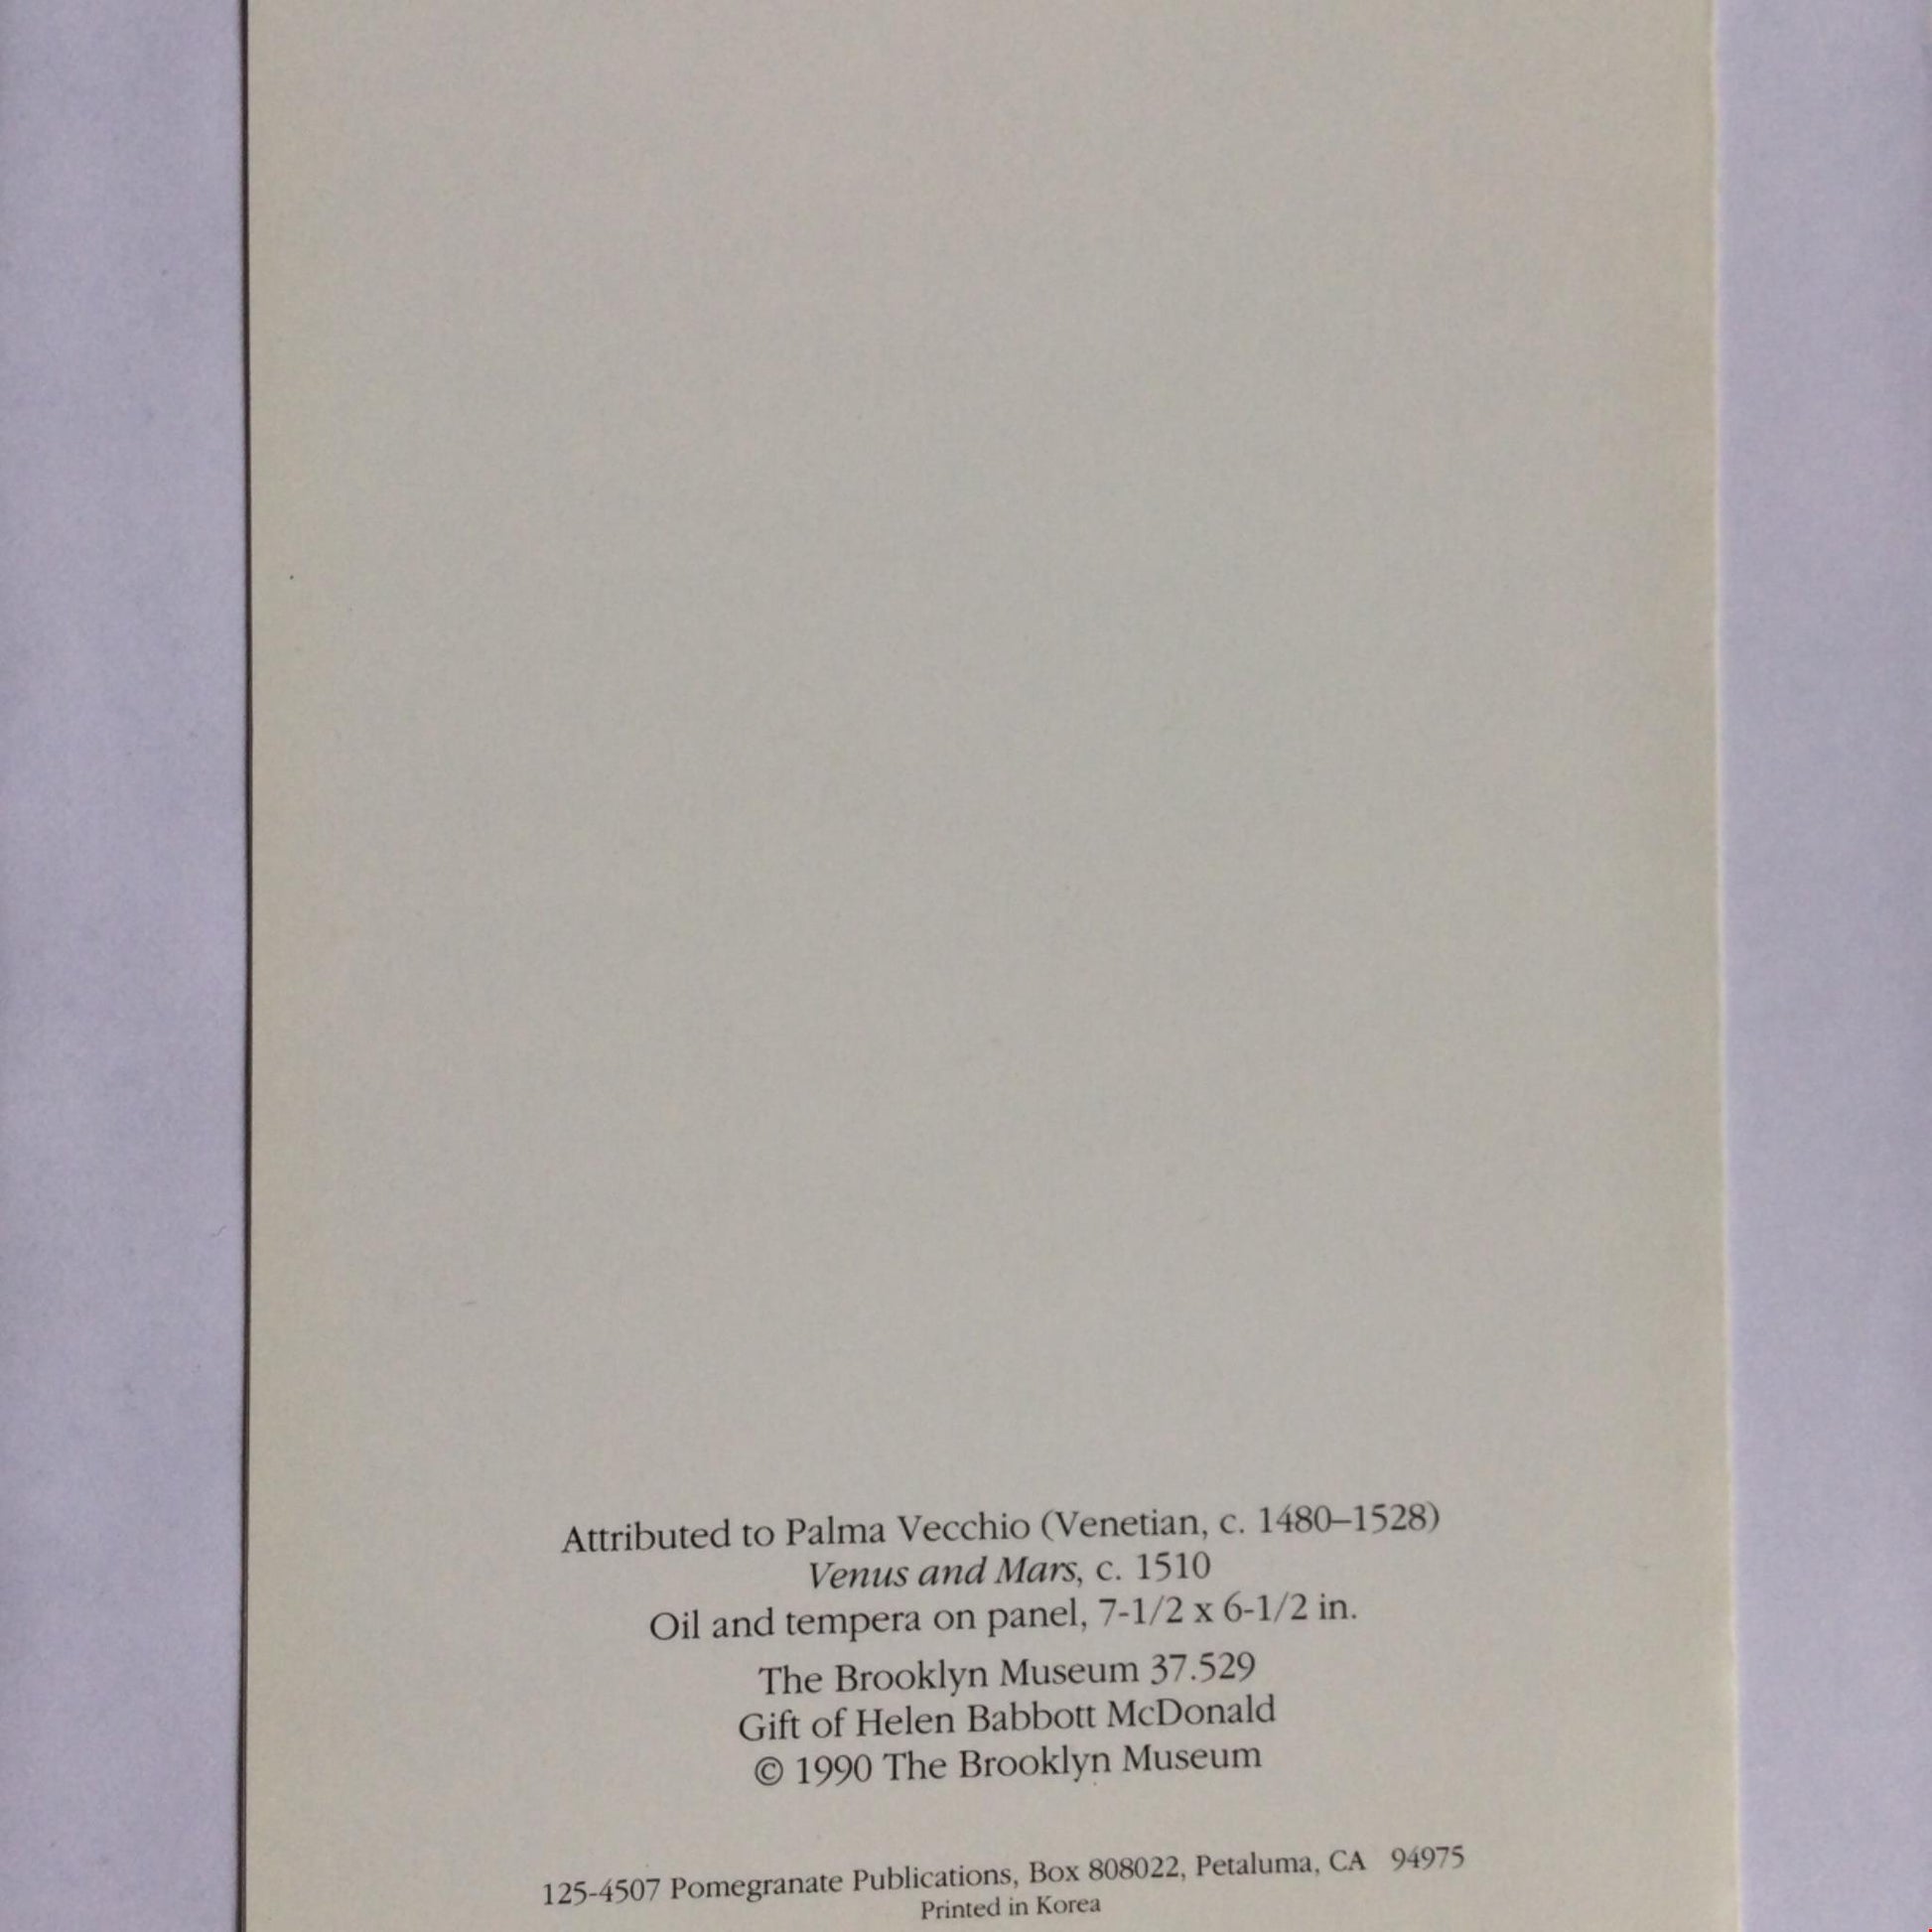 Attributed to Palma Vecchio (Venetian, c. 1480–1528)
Venus and Mars, c. 1510
Oil and tempera on panel, 7-1/2 x 6-1/2 in.
The Brooklyn Museum 37.529
Gift of Helen Babbott McDonald
© 1990 The Brooklyn Museum
125-4507 Pomegranate Publications, Box 808022, Petaluma, CA 94975
Printed in Korea